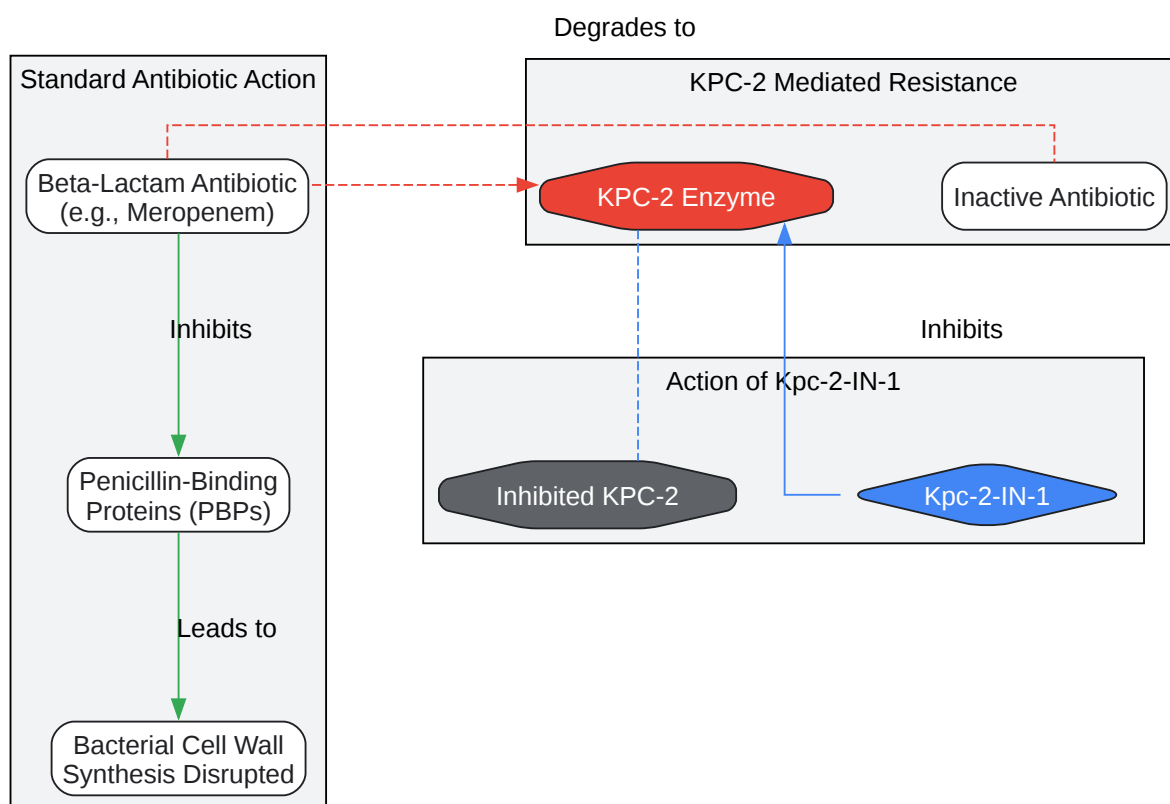 Degrades to
Standard Antibiotic Action
KPC-2 Mediated Resistance
Beta-Lactam Antibiotic
(e.g., Meropenem)
KPC-2 Enzyme
Inactive Antibiotic
Inhibits
Inhibits
Action of Kpc-2-IN-1
Penicillin-Binding
Proteins (PBPs)
Inhibited KPC-2
Kpc-2-IN-1
Leads to
Bacterial Cell Wall
Synthesis Disrupted